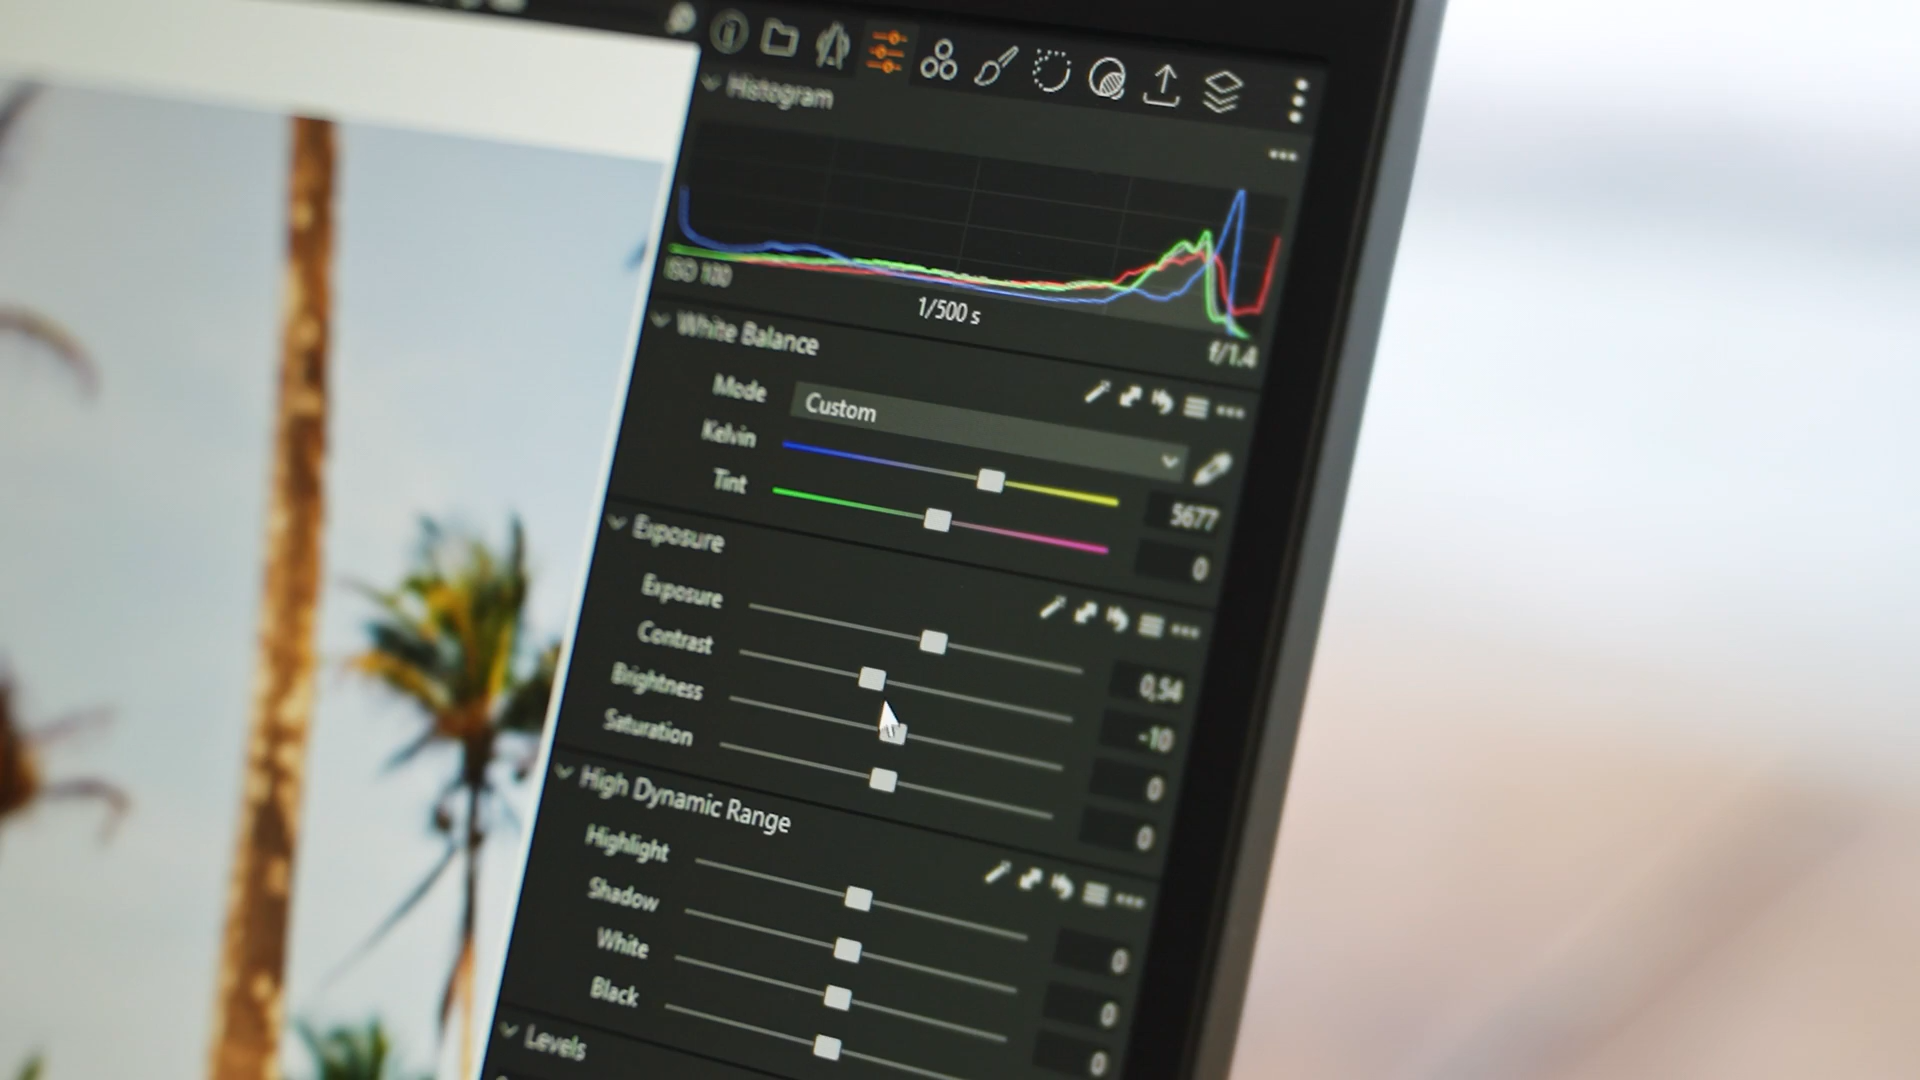 Histogram
ISO 100
1/500 s
f/1.4
White Balance
Mode Custom
Kelvin 5677
Tint 0
Exposure
Exposure 0,54
Contrast -10
Brightness 0
Saturation 0
High Dynamic Range
Highlight 0
Shadow 0
White 0
Black
Levels